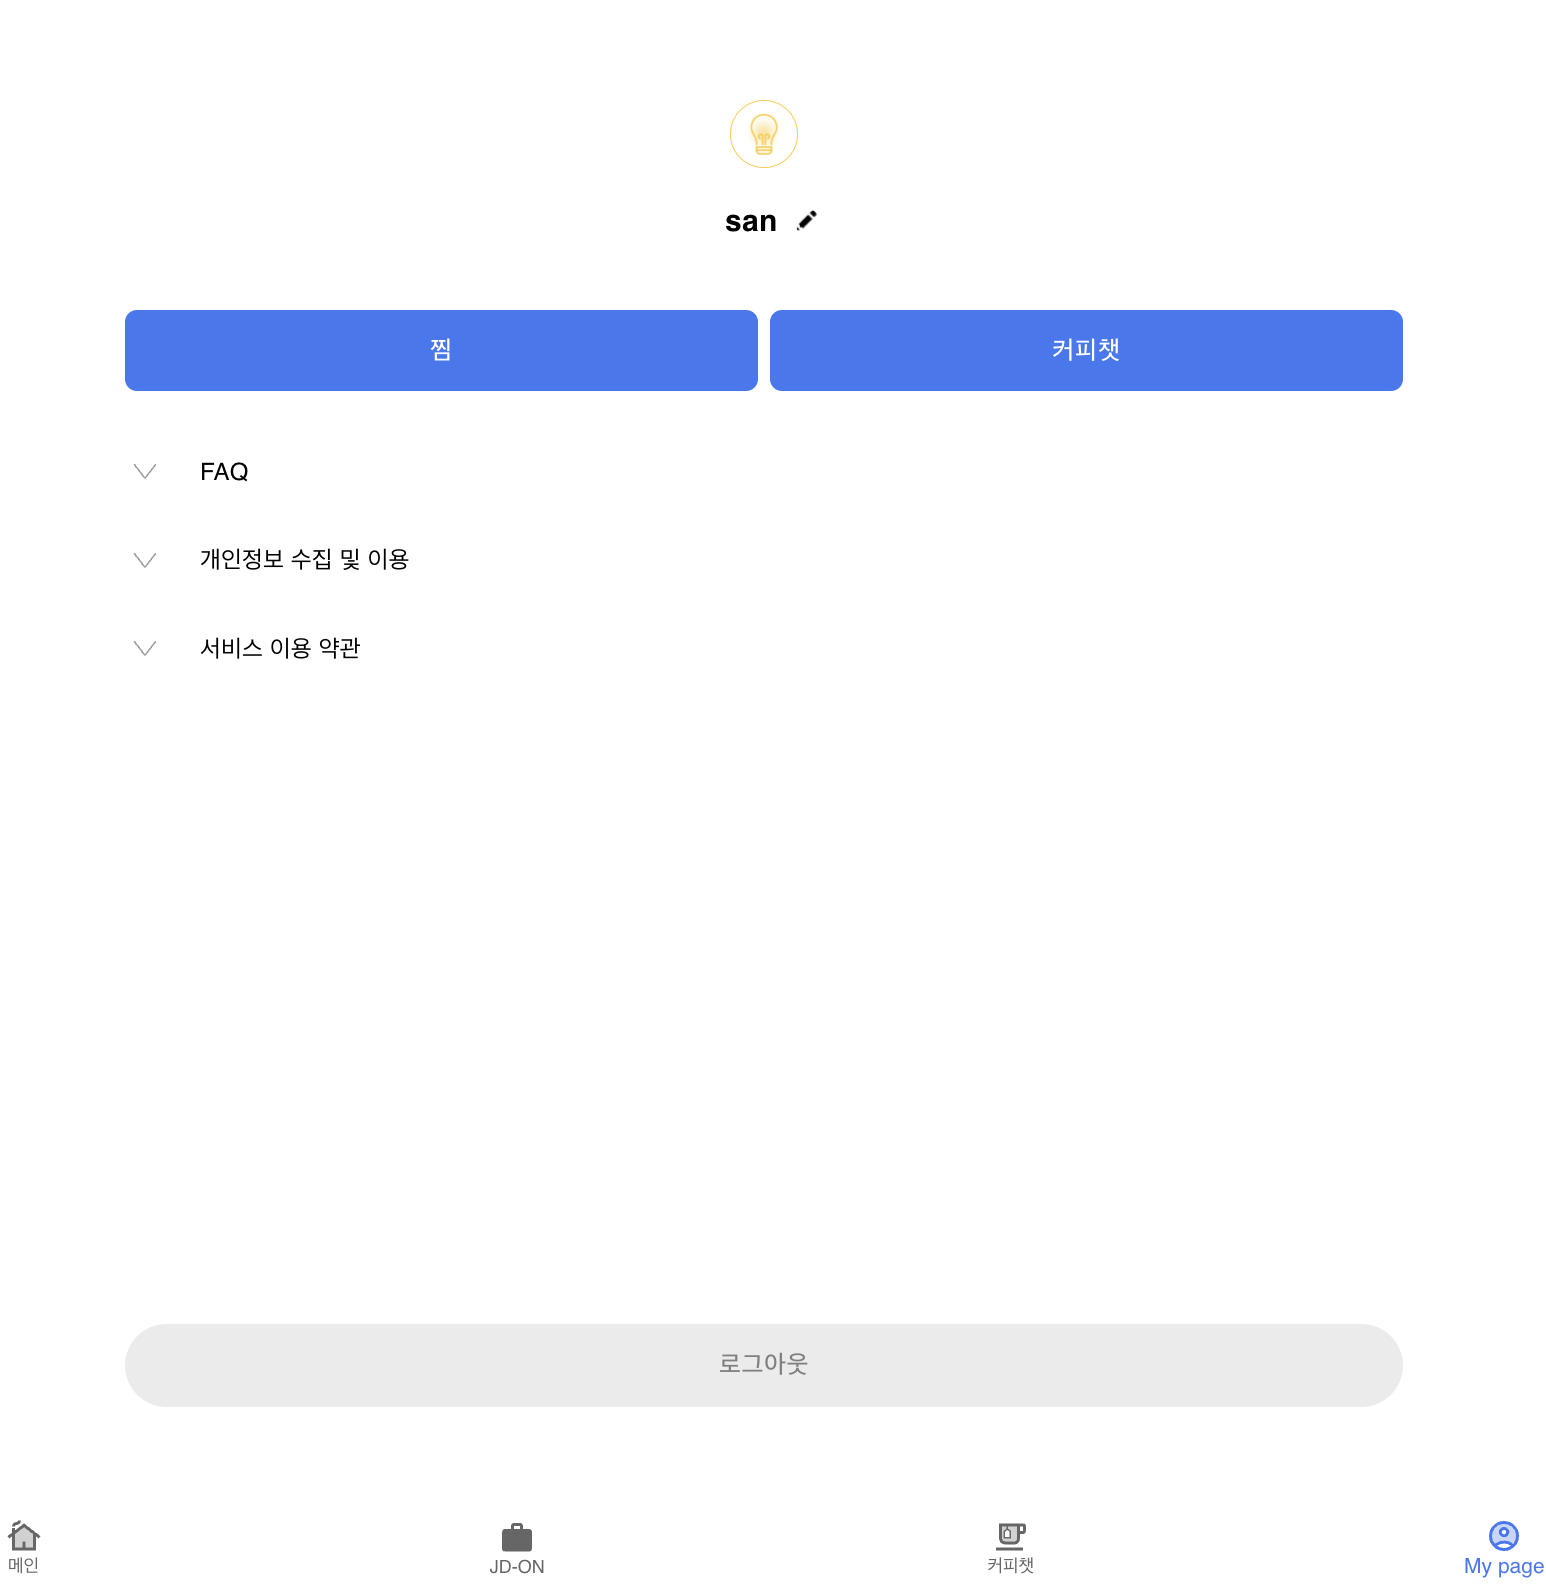 san
찜
커피챗
FAQ
개인정보 수집 및 이용
서비스 이용 약관
로그아웃
메인
JD-ON
커피챗
My page